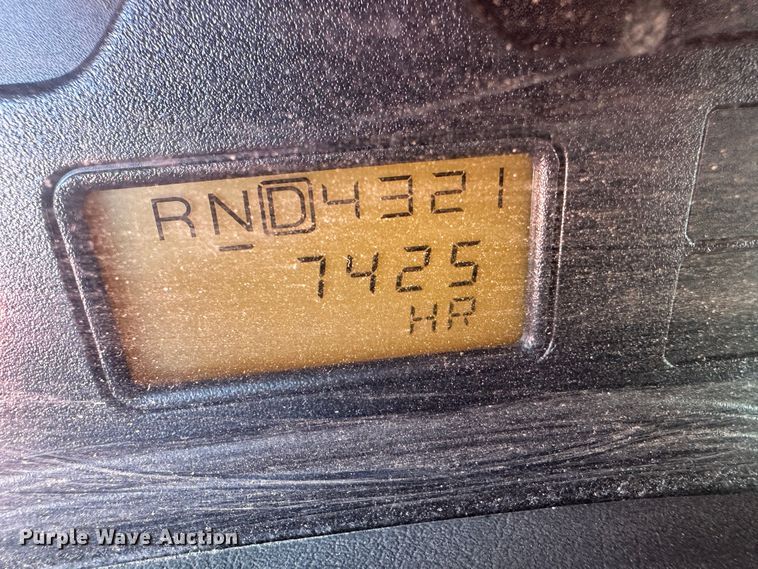 RND4321
7425
HR
Purple Wave Auction